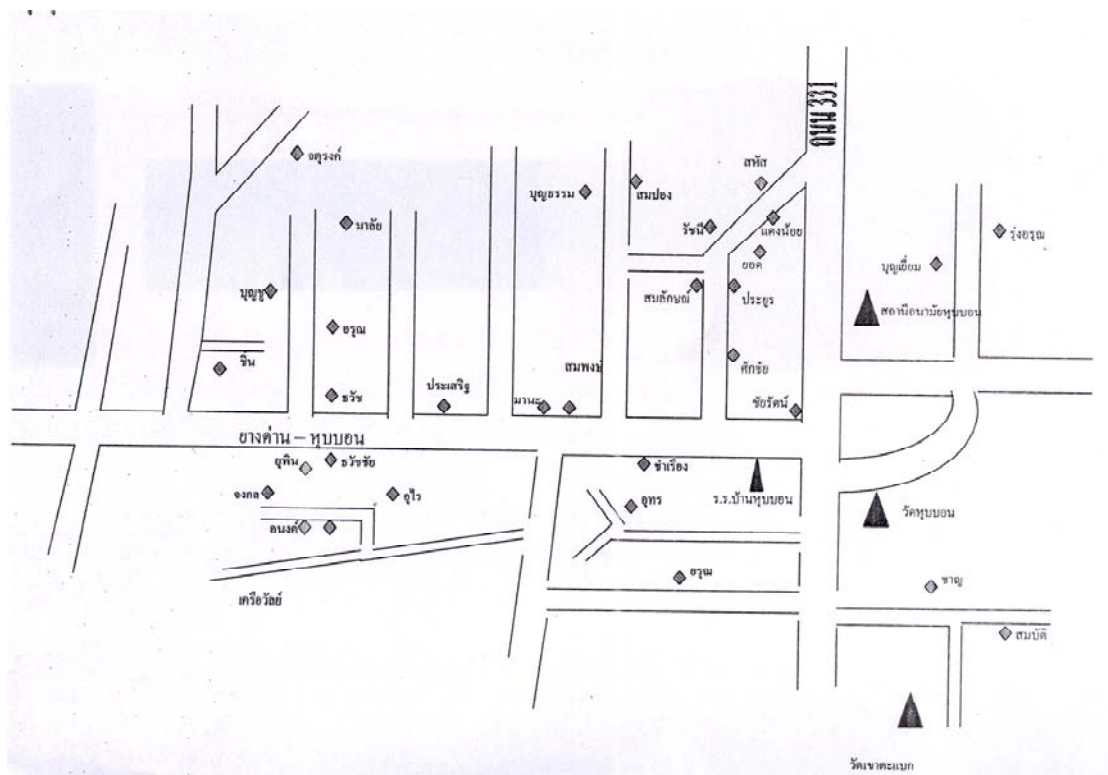 ถนน 331
จตุรงค์
สหัส
บุญธรรม
สมปอง
มาลัย
รัชนี
แดงน้อย
รุ่งอรุณ
ยอด
บุญเยี่ยม
บุญชู
สมลักษณ์
ประยูร
สถานีอนามัยหุบบอน
อรุณ
ชิ้น
ศักชัย
สมพงษ์
ประเสริฐ
ธวัช
มานะ
ชัยรัตน์
ยางด่าน – หุบบอน
ยุพิน
ธวัชชัย
ชำเรือง
จงกล
อุไร
อุทร
ร.ร.บ้านหุบบอน
วัดหุบบอน
อนงค์
อรุณ
ชาญ
เครือวัลย์
สมบัติ
วัดเขาตะแบก